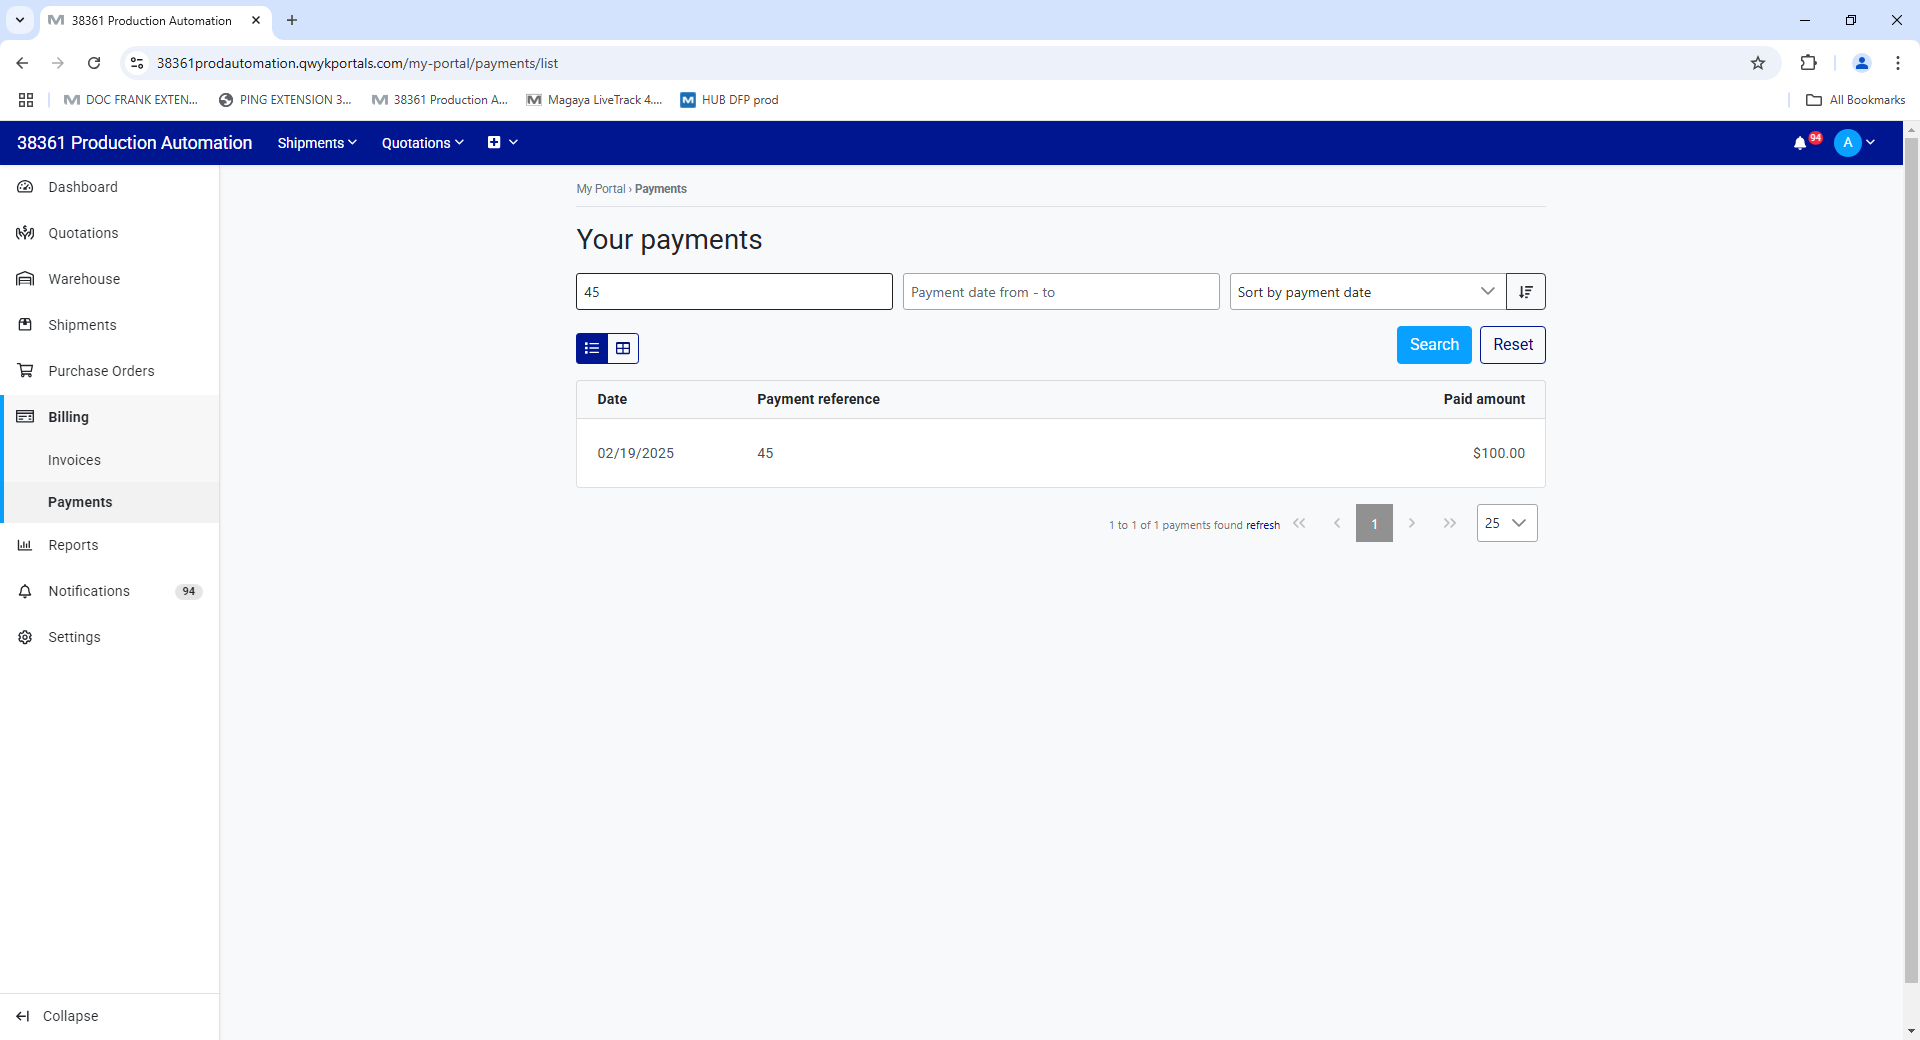 38361 Production Automation
38361prodautomation.qwykportals.com/my-portal/payments/list
DOC FRANK EXTEN...
PING EXTENSION 3...
38361 Production A...
Magaya LiveTrack 4....
HUB DFP prod
All Bookmarks
38361 Production Automation
Shipments
Quotations
94
A
Dashboard
Quotations
Warehouse
Shipments
Purchase Orders
Billing
Invoices
Payments
Reports
Notifications 94
Settings
Collapse
My Portal › Payments
Your payments
45
Payment date from - to
Sort by payment date
Search
Reset
Date Payment reference Paid amount
02/19/2025 45 $100.00
1 to 1 of 1 payments found refresh
1
25